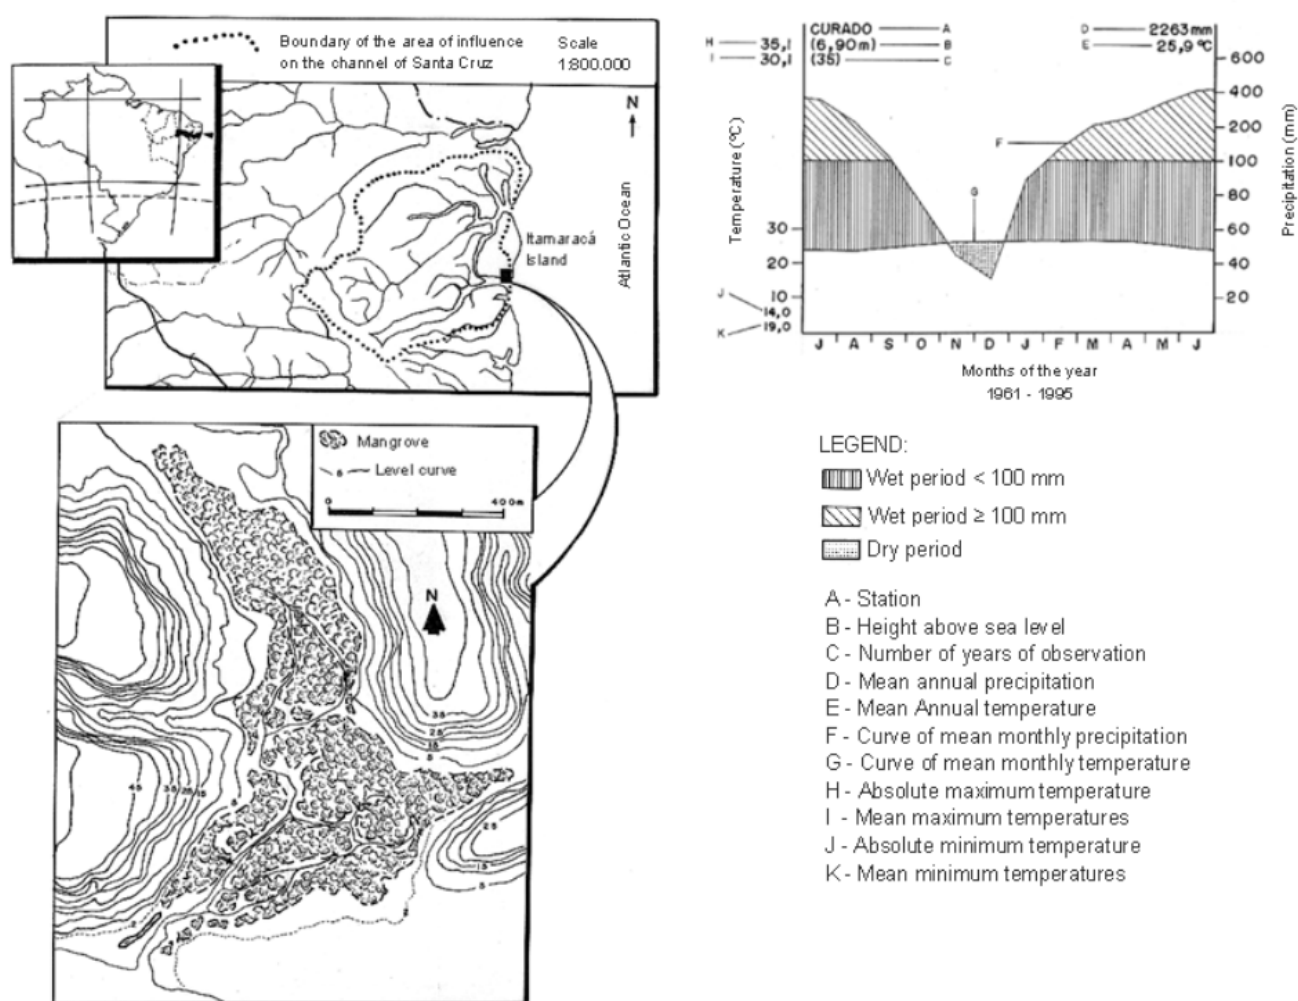 Boundary of the area of influence
on the channel of Santa Cruz
Scale
1:800.000
N
Itamaracá
Island
Atlantic Ocean
Mangrove
5 Level curve
0 400m
N
35
25
15
5
45
35 25 15
5
25
15
5
2
2
H 35,1
I 30,1
CURADO A
(6,90m) B
(35) C
D 2263mm
E 25,9 ºC
Temperature (ºC)
30
20
10
J 14,0
K 19,0
F
G
600
400
200
100
80
60
40
20
Precipitation (mm)
J A S O N D J F M A M J
Months of the year
1961 - 1995
LEGEND:
Wet period < 100 mm
Wet period ≥ 100 mm
Dry period
A - Station
B - Height above sea level
C - Number of years of observation
D - Mean annual precipitation
E - Mean Annual temperature
F - Curve of mean monthly precipitation
G - Curve of mean monthly temperature
H - Absolute maximum temperature
I - Mean maximum temperatures
J - Absolute minimum temperature
K - Mean minimum temperatures